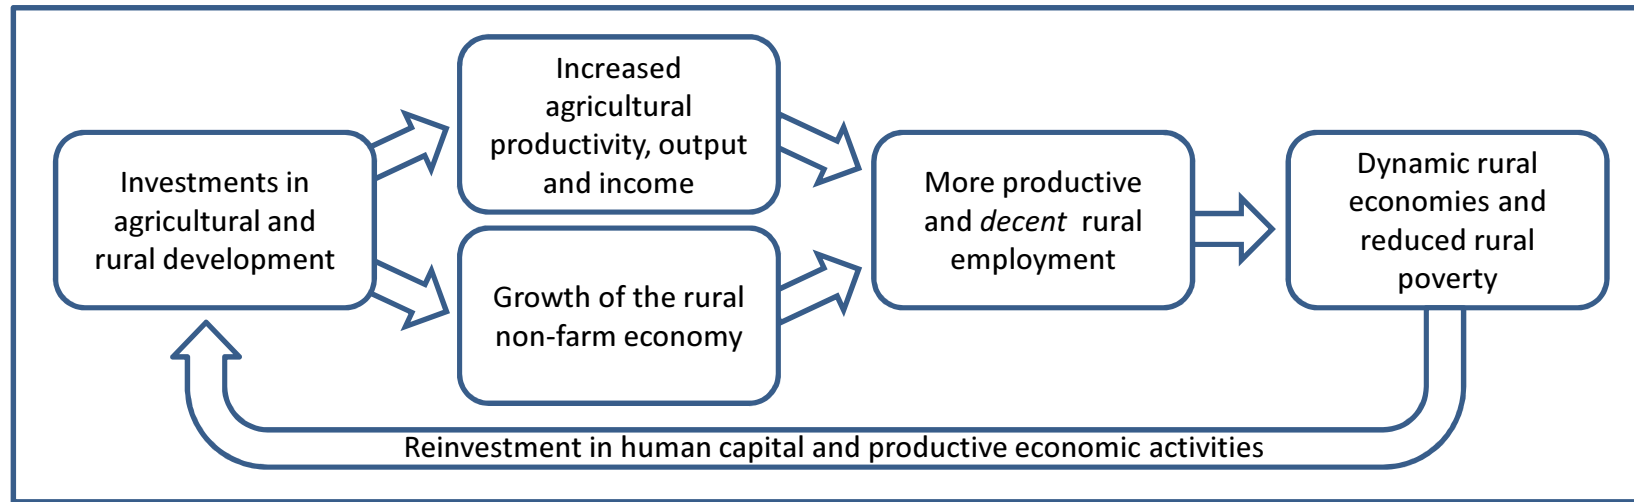 Investments in
agricultural and
rural development
Increased
agricultural
productivity, output
and income
Growth of the rural
non-farm economy
More productive
and decent rural
employment
Dynamic rural
economies and
reduced rural
poverty
Reinvestment in human capital and productive economic activities